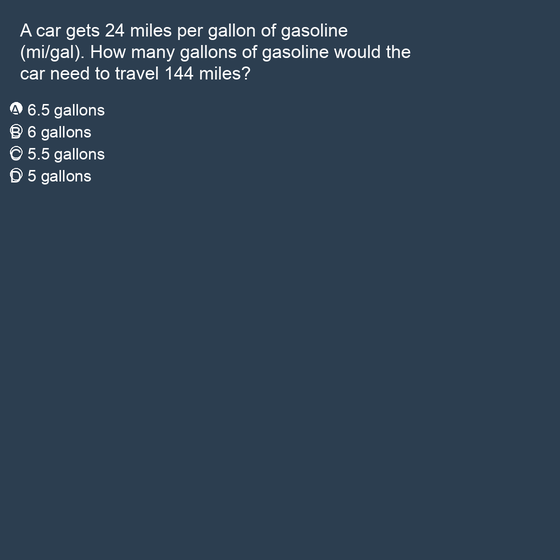 A car gets 24 miles per gallon of gasoline
(mi/gal). How many gallons of gasoline would the
car need to travel 144 miles?
A 6.5 gallons
B 6 gallons
C 5.5 gallons
D 5 gallons